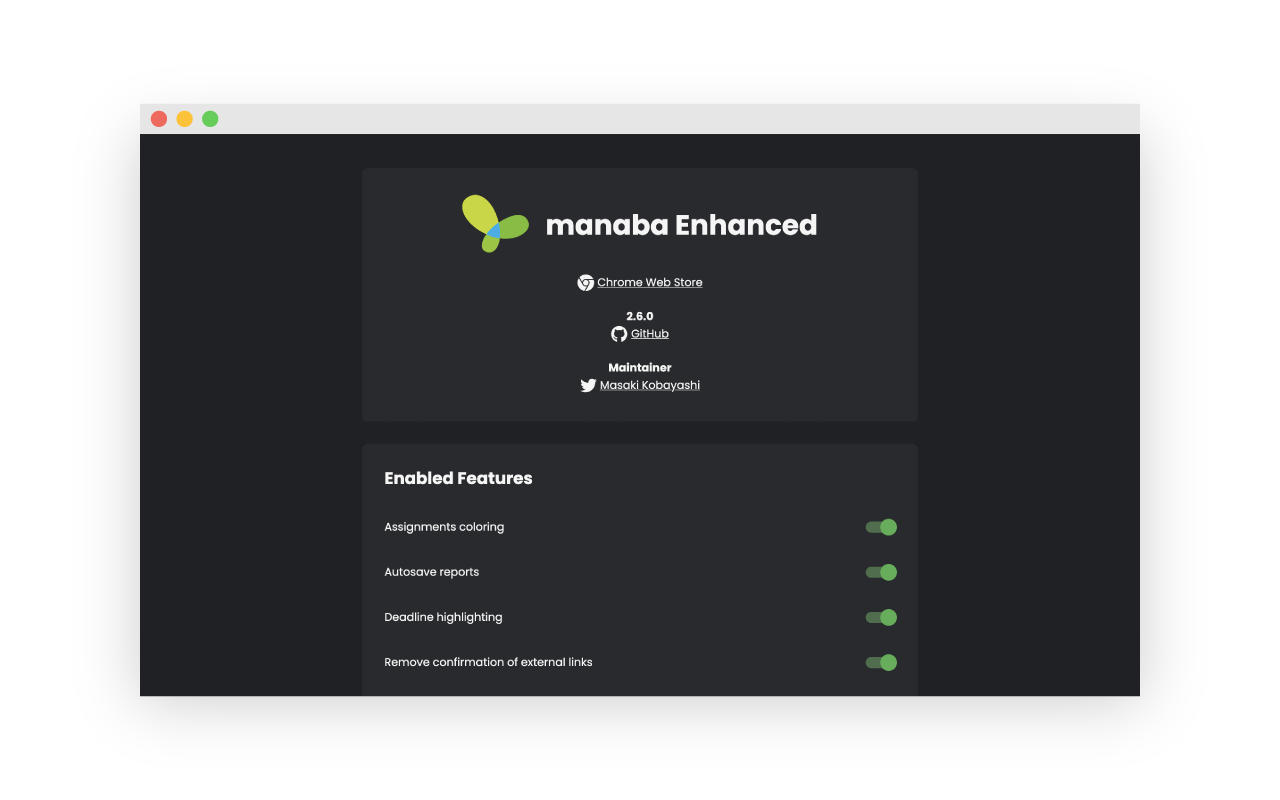 manaba Enhanced
Chrome Web Store
2.6.0
GitHub
Maintainer
Masaki Kobayashi
Enabled Features
Assignments coloring
Autosave reports
Deadline highlighting
Remove confirmation of external links